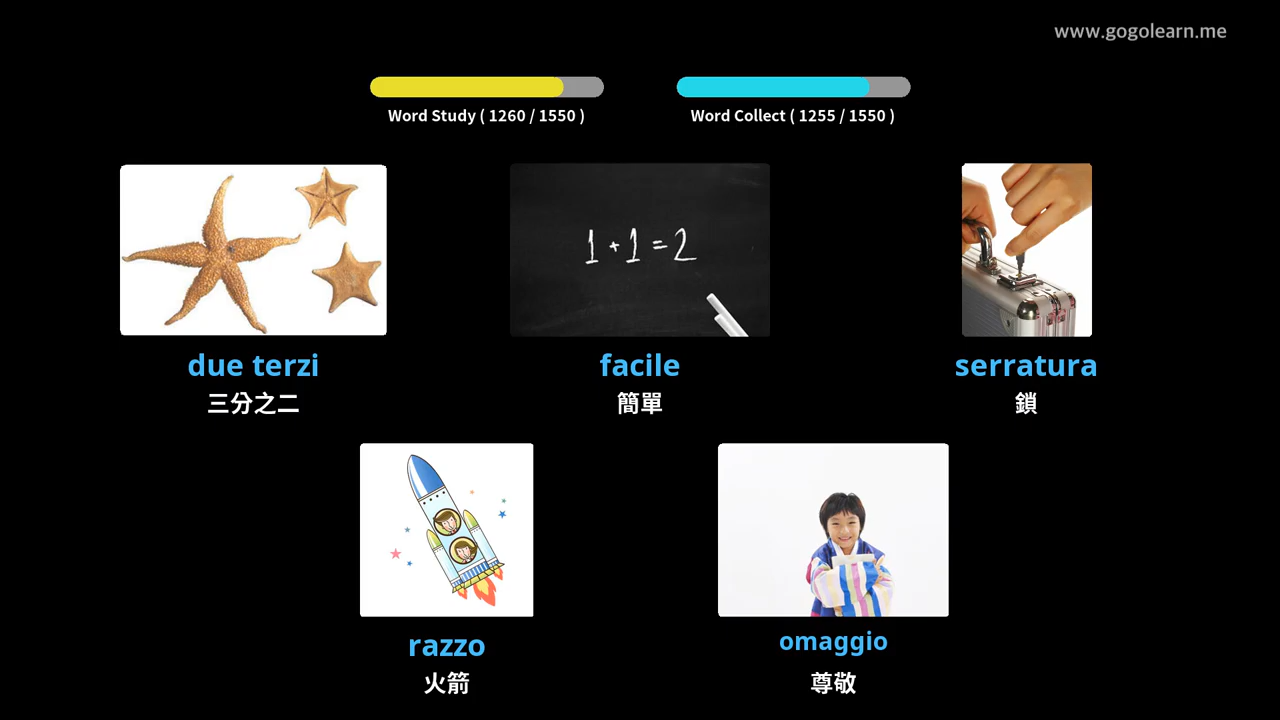 www.gogolearn.me
Word Study ( 1260 / 1550 )
Word Collect ( 1255 / 1550 )
1+1=2
due terzi
三分之二
facile
簡單
serratura
鎖
razzo
火箭
omaggio
尊敬